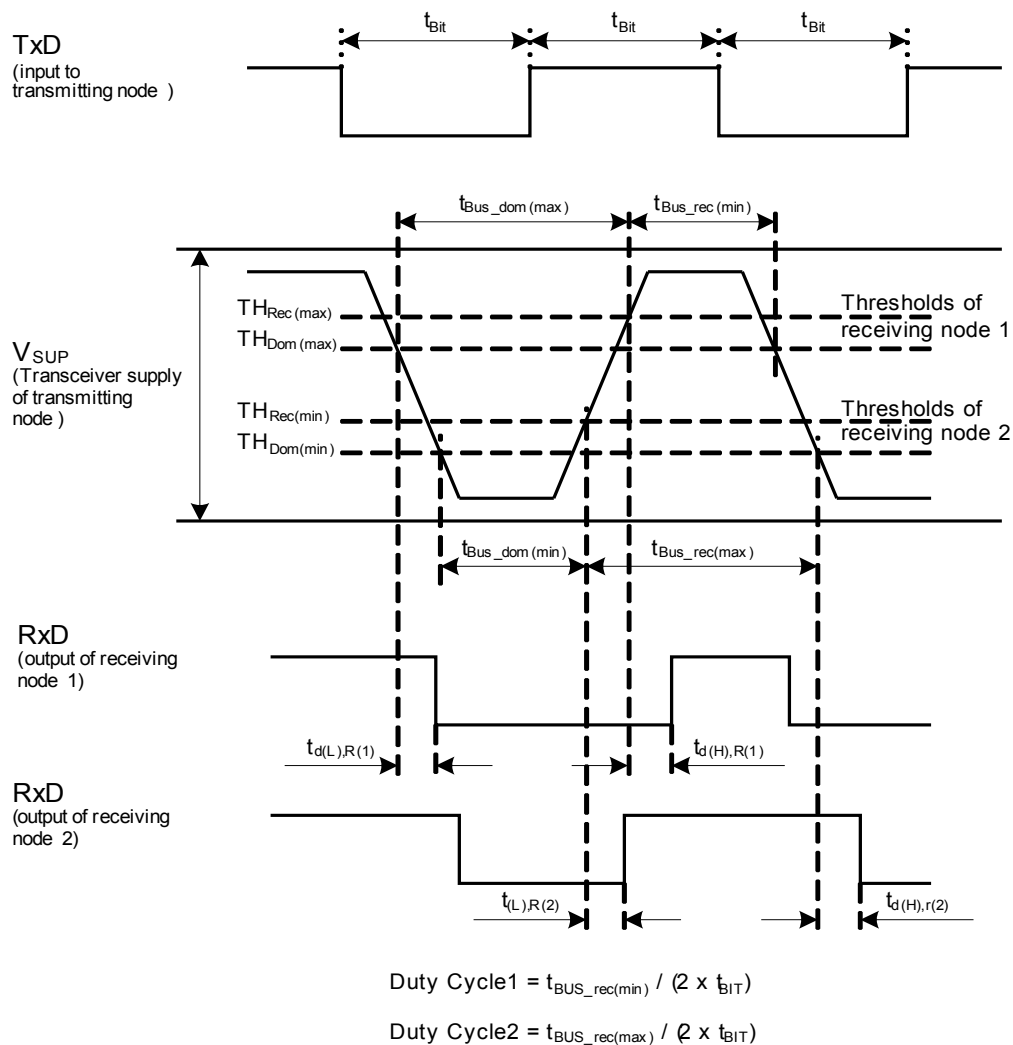 TxD
(input to
transmitting node )
tBit
tBit
tBit
tBus_dom(max)
tBus_rec(min)
VSUP
(Transceiver supply
of transmitting
node)
THRec(max)
THDom(max)
THRec(min)
THDom(min)
Thresholds of
receiving node 1
Thresholds of
receiving node 2
tBus_dom(min)
tBus_rec(max)
RxD
(output of receiving
node 1)
td(L),R(1)
td(H),R(1)
RxD
(output of receiving
node 2)
t(L),R(2)
td(H),r(2)
Duty Cycle1 = tBUS_rec(min) / (2 x tBIT)
Duty Cycle2 = tBUS_rec(max) / (2 x tBIT)